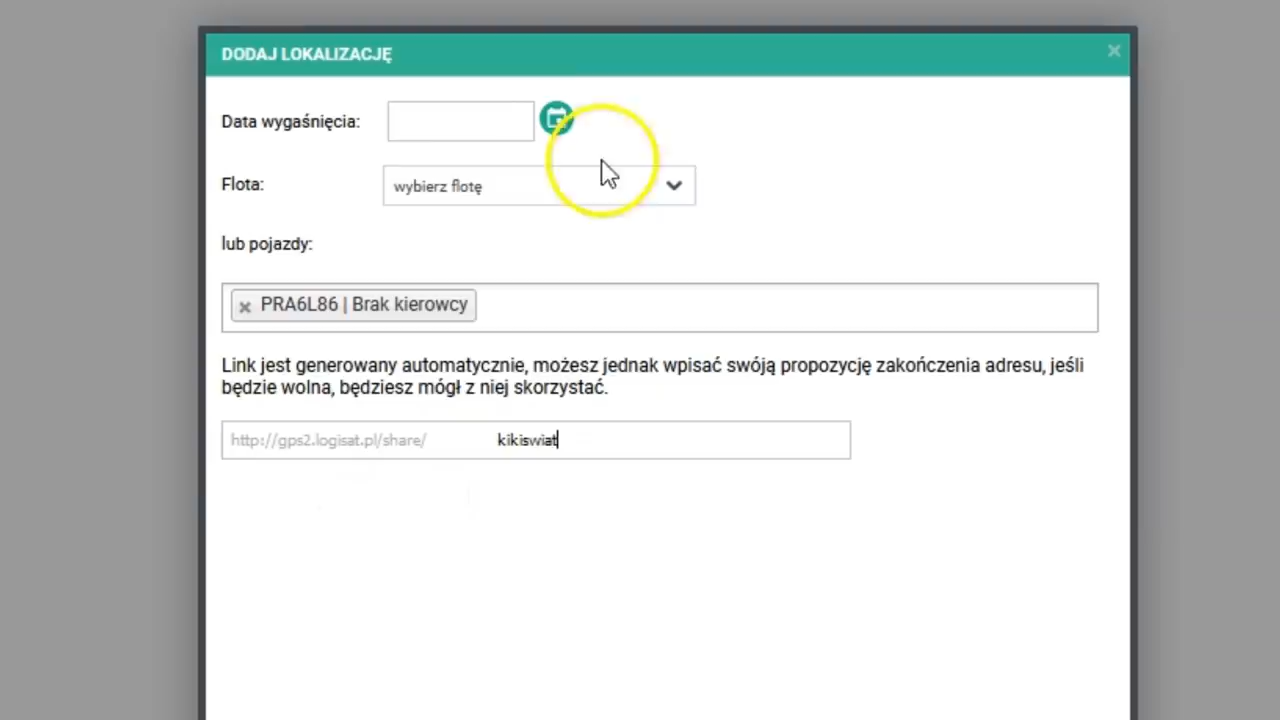 DODAJ LOKALIZACJĘ
Data wygaśnięcia:
Flota:
wybierz flotę
lub pojazdy:
PRA6L86 | Brak kierowcy
Link jest generowany automatycznie, możesz jednak wpisać swóją propozycję zakończenia adresu, jeśli
będzie wolna, będziesz mógł z niej skorzystać.
http://gps2.logisat.pl/share/ kikiswiat